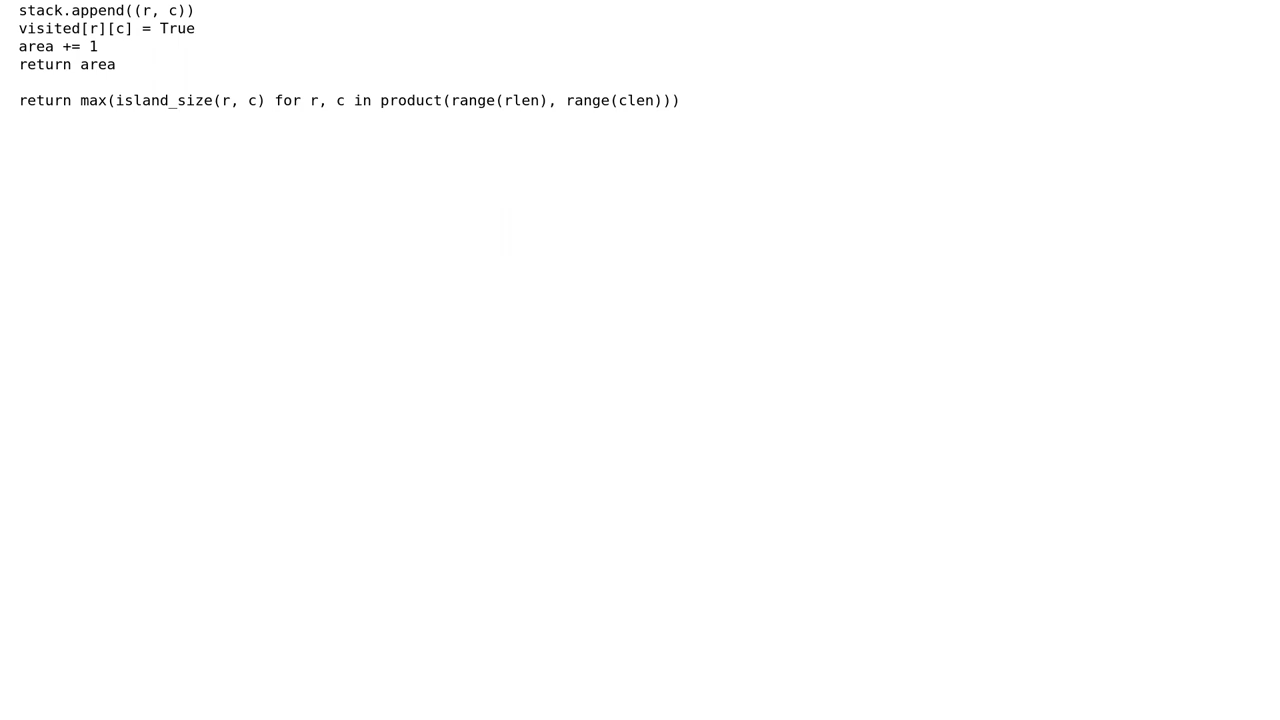 stack.append((r, c))
visited[r][c] = True
area += 1
return area

return max(island_size(r, c) for r, c in product(range(rlen), range(clen)))